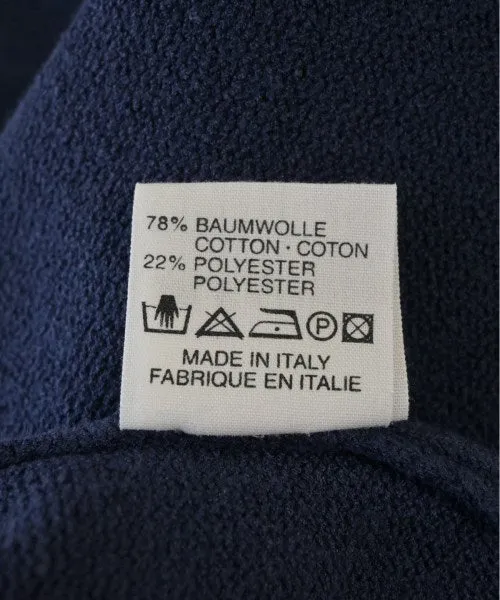 78% BAUMWOLLE
COTTON · COTON
22% POLYESTER
POLYESTER
P
MADE IN ITALY
FABRIQUE EN ITALIE